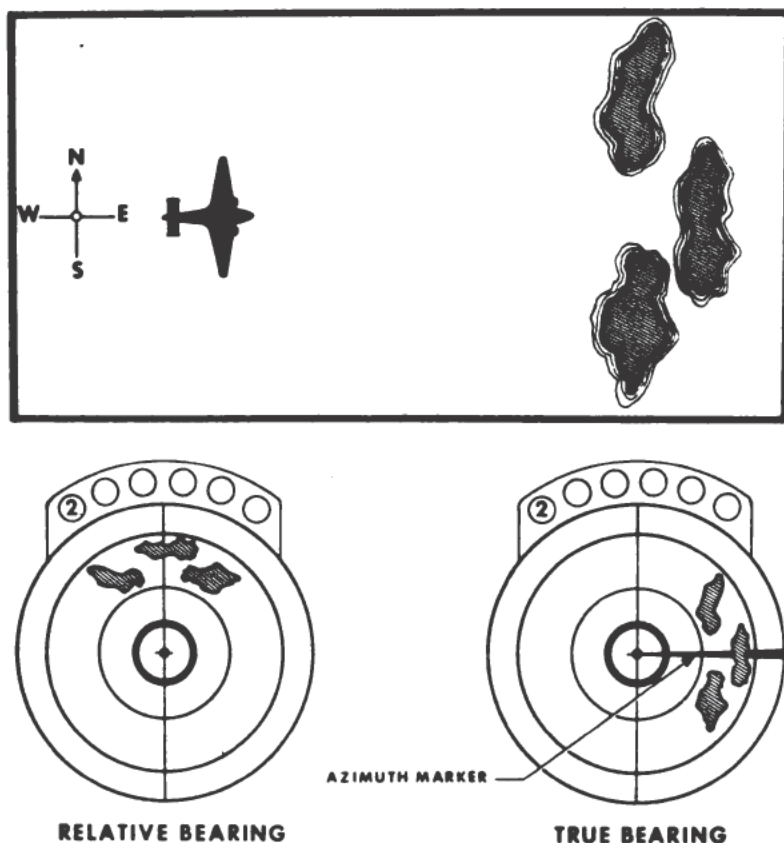 N
W E
S
2
2
AZIMUTH MARKER
RELATIVE BEARING
TRUE BEARING